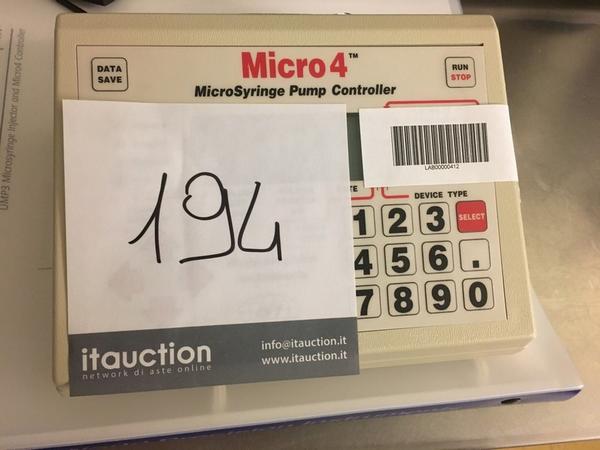 UMP3 Microsyringe Injector and Micro4 Controller
DATA
SAVE
Micro4™
MicroSyringe Pump Controller
RUN
STOP
LAB00000412
194
DEVICE TYPE
1 2 3 SELECT
4 5 6 .
7 8 9 0
itauction
network di aste online
info@itauction.it
www.itauction.it